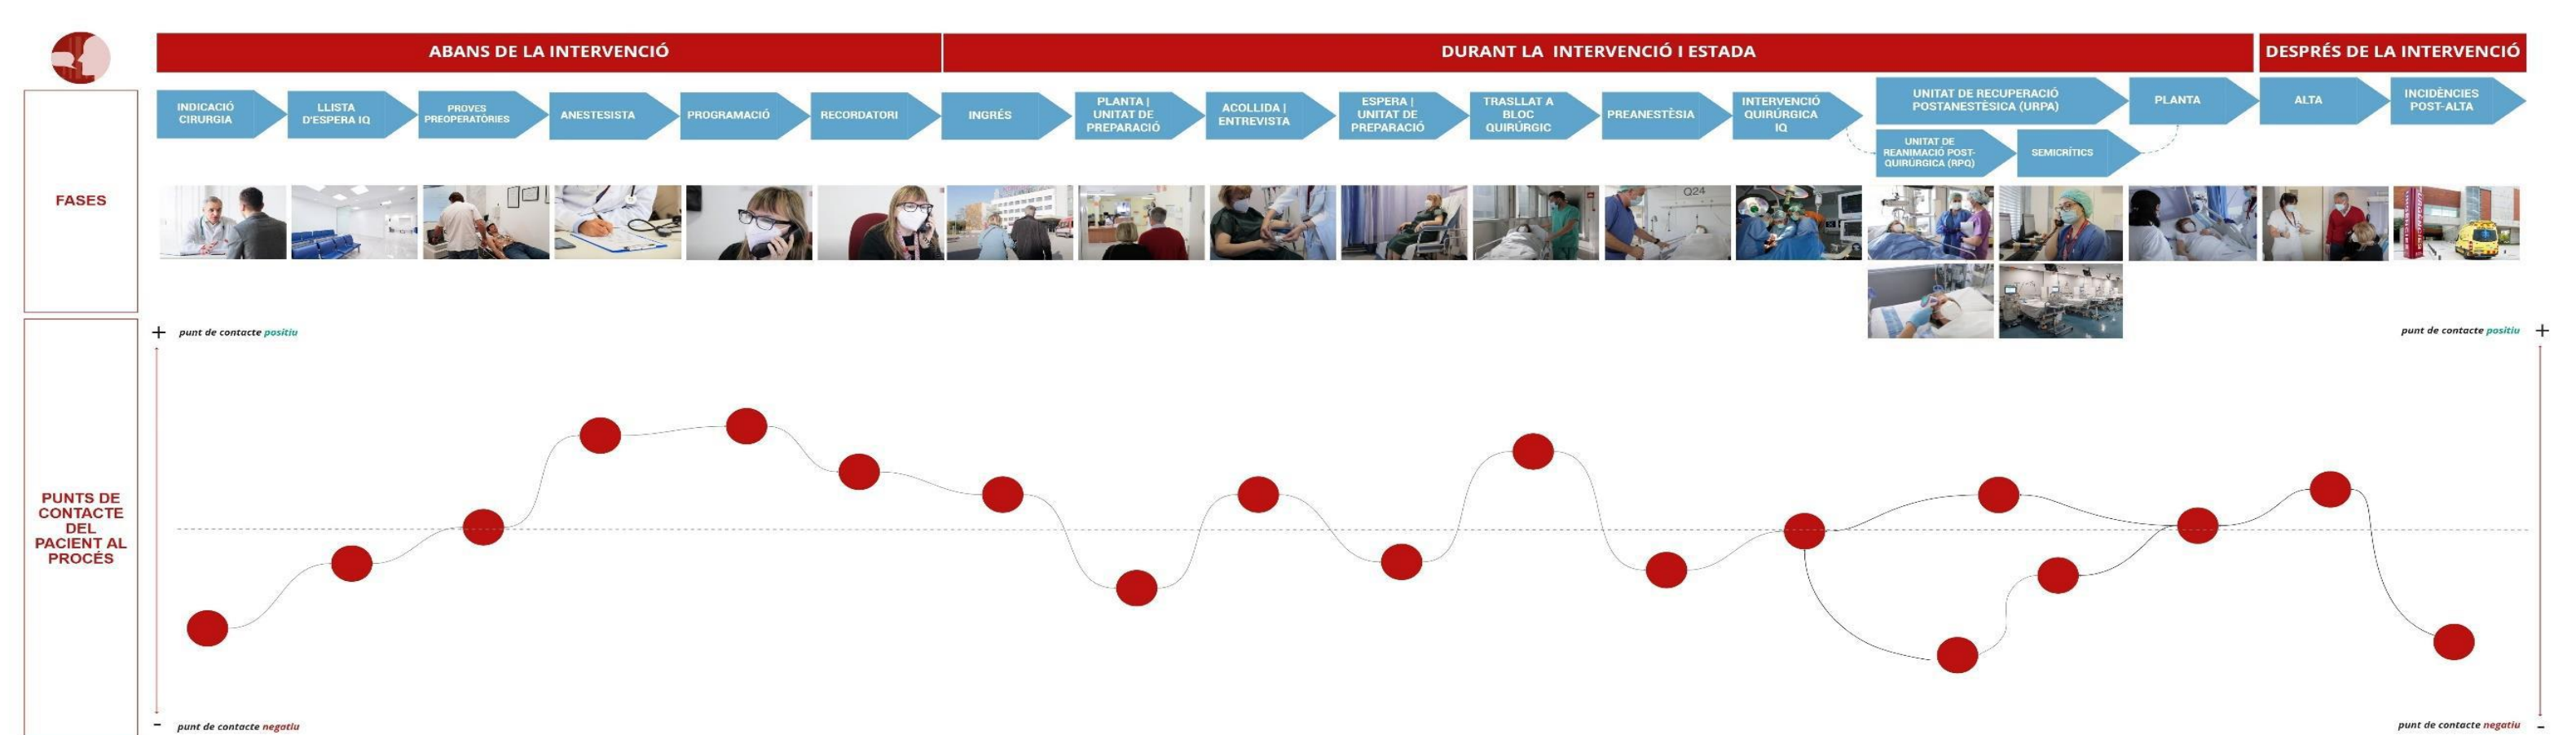 ABANS DE LA INTERVENCIÓ
DURANT LA INTERVENCIÓ I ESTADA
DESPRÉS DE LA INTERVENCIÓ
FASES
INDICACIÓ
CIRURGIA
LLISTA
D'ESPERA IQ
PROVES
PREOPERATÒRIES
ANESTESISTA
PROGRAMACIÓ
RECORDATORI
INGRÉS
PLANTA |
UNITAT DE
PREPARACIÓ
ACOLLIDA |
ENTREVISTA
ESPERA |
UNITAT DE
PREPARACIÓ
TRASLLAT A
BLOC
QUIRÚRGIC
PREANESTÈSIA
INTERVENCIÓ
QUIRÚRGICA
IQ
UNITAT DE RECUPERACIÓ
POSTANESTÈSICA (URPA)
UNITAT DE
REANIMACIÓ POST-
QUIRÚRGICA (RPQ)
SEMICRÍTICS
PLANTA
ALTA
INCIDÈNCIES
POST-ALTA
Q24
PUNTS DE
CONTACTE
DEL
PACIENT AL
PROCÉS
+ punt de contacte positiu
punt de contacte positiu +
- punt de contacte negatiu
punt de contacte negatiu -